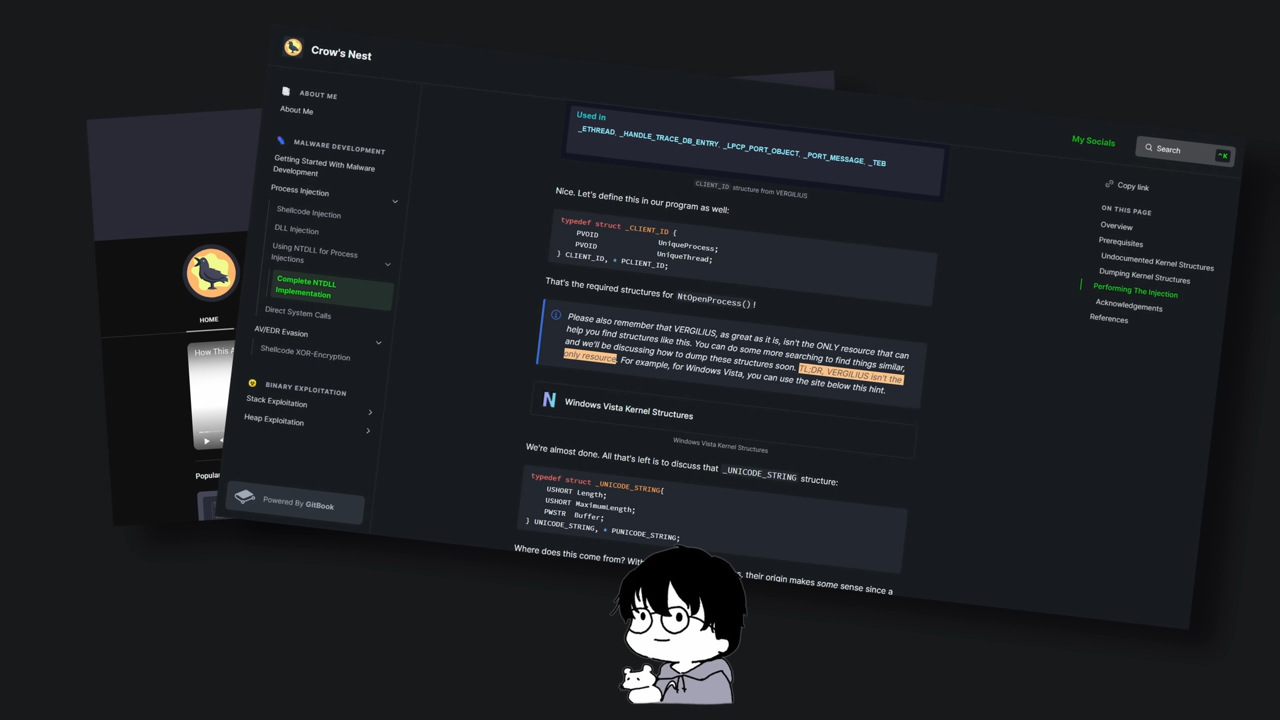 Crow's Nest
My Socials
Search
^K
ABOUT ME
About Me
MALWARE DEVELOPMENT
Getting Started With Malware
Development
Process Injection
Shellcode Injection
DLL Injection
Using NTDLL for Process
Injections
Complete NTDLL
Implementation
Direct System Calls
AV/EDR Evasion
Shellcode XOR-Encryption
BINARY EXPLOITATION
Stack Exploitation
Heap Exploitation
Powered By GitBook
Used in
_ETHREAD, _HANDLE_TRACE_DB_ENTRY, _LPCP_PORT_OBJECT, _PORT_MESSAGE, _TEB
CLIENT_ID structure from VERGILIUS
Nice. Let's define this in our program as well:
typedef struct _CLIENT_ID {
PVOID UniqueProcess;
PVOID UniqueThread;
} CLIENT_ID, * PCLIENT_ID;
That's the required structures for NtOpenProcess()!
Please also remember that VERGILIUS, as great as it is, isn't the ONLY resource that can
help you find structures like this. You can do some more searching to find things similar,
and we'll be discussing how to dump these structures soon. TL;DR, VERGILIUS isn't the
only resource. For example, for Windows Vista, you can use the site below this hint.
N
Windows Vista Kernel Structures
Windows Vista Kernel Structures
We're almost done. All that's left is to discuss that _UNICODE_STRING structure:
typedef struct _UNICODE_STRING{
USHORT Length;
USHORT MaximumLength;
PWSTR Buffer;
} UNICODE_STRING, * PUNICODE_STRING;
Where does this come from? With
, their origin makes some sense since a
Copy link
ON THIS PAGE
Overview
Prerequisites
Undocumented Kernel Structures
Dumping Kernel Structures
Performing The Injection
Acknowledgements
References
HOME
How This A
Popular